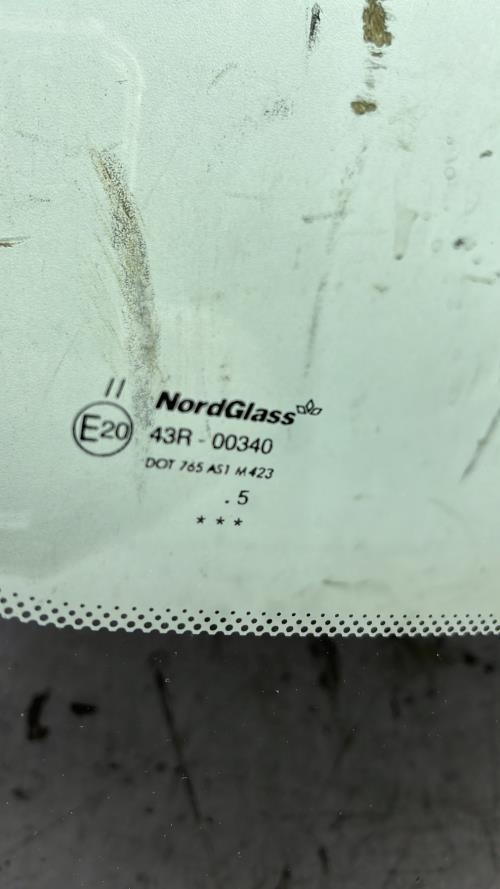 II
NordGlass
E20
43R - 00340
DOT 765 AS1 M423
. 5
* * *